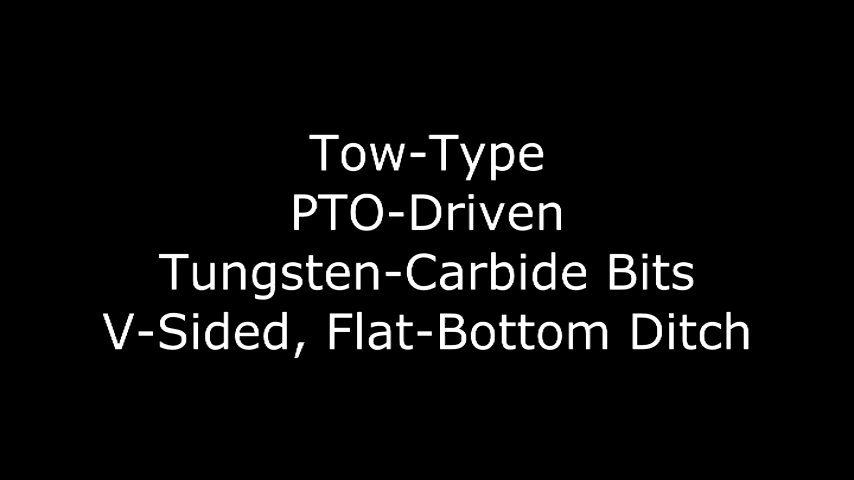 Tow-Type
PTO-Driven
Tungsten-Carbide Bits
V-Sided, Flat-Bottom Ditch